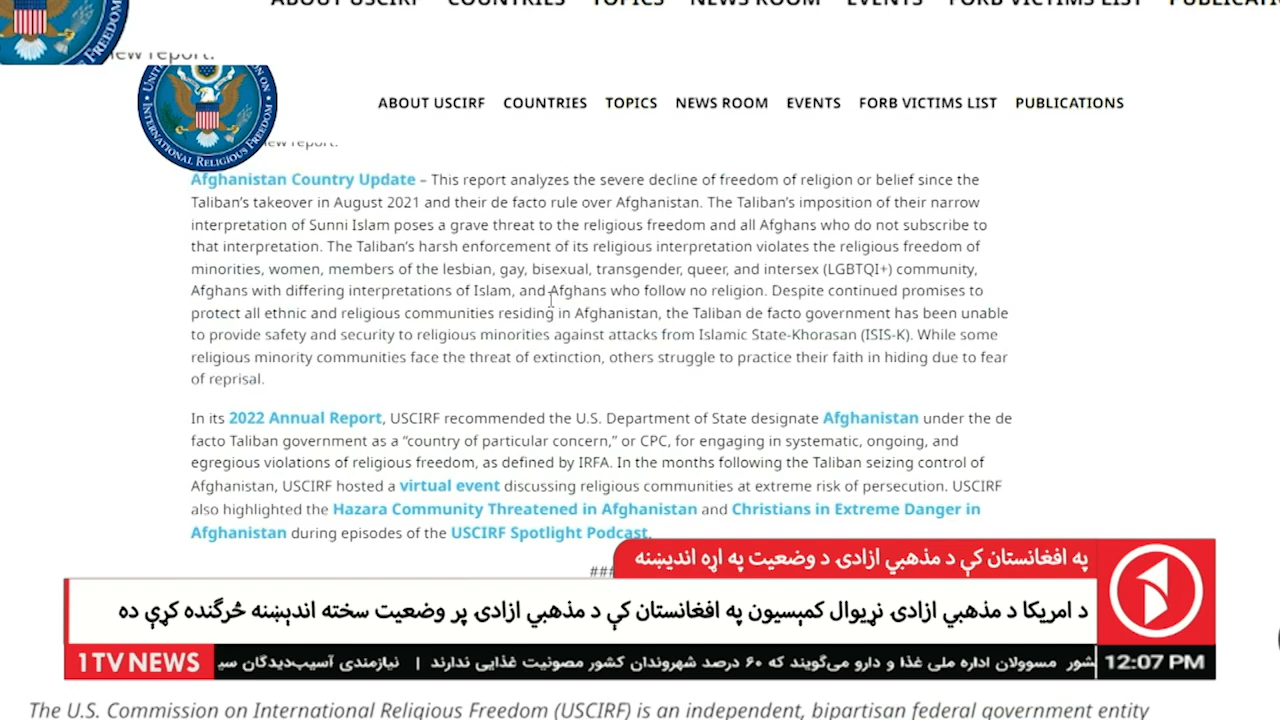 ABOUT USCIRF COUNTRIES TOPICS NEWS ROOM EVENTS FORB VICTIMS LIST
new report.
ABOUT USCIRF COUNTRIES TOPICS NEWS ROOM EVENTS FORB VICTIMS LIST PUBLICATIONS
INTERNATIONAL RELIGIOUS FREEDOM
new report.
Afghanistan Country Update – This report analyzes the severe decline of freedom of religion or belief since the
Taliban's takeover in August 2021 and their de facto rule over Afghanistan. The Taliban's imposition of their narrow
interpretation of Sunni Islam poses a grave threat to the religious freedom and all Afghans who do not subscribe to
that interpretation. The Taliban's harsh enforcement of its religious interpretation violates the religious freedom of
minorities, women, members of the lesbian, gay, bisexual, transgender, queer, and intersex (LGBTQI+) community,
Afghans with differing interpretations of Islam, and Afghans who follow no religion. Despite continued promises to
protect all ethnic and religious communities residing in Afghanistan, the Taliban de facto government has been unable
to provide safety and security to religious minorities against attacks from Islamic State-Khorasan (ISIS-K). While some
religious minority communities face the threat of extinction, others struggle to practice their faith in hiding due to fear
of reprisal.
In its 2022 Annual Report, USCIRF recommended the U.S. Department of State designate Afghanistan under the de
facto Taliban government as a “country of particular concern,” or CPC, for engaging in systematic, ongoing, and
egregious violations of religious freedom, as defined by IRFA. In the months following the Taliban seizing control of
Afghanistan, USCIRF hosted a virtual event discussing religious communities at extreme risk of persecution. USCIRF
also highlighted the Hazara Community Threatened in Afghanistan and Christians in Extreme Danger in
Afghanistan during episodes of the USCIRF Spotlight Podcast.
###
په افغانستان کې د مذهبي ازادۍ د وضعیت په اړه اندېښنه
د امریکا د مذهبي ازادۍ نړیوال کمېسیون په افغانستان کې د مذهبي ازادۍ پر وضعیت سخته اندېښنه څرګنده کړې ده
1TV NEWS
شور مسوولان اداره ملی غذا و دارو می‌گویند که ۶۰ درصد شهروندان کشور مصونیت غذایی ندارند | نیازمندی آسیب‌دیدگان
12:07 PM
The U.S. Commission on International Religious Freedom (USCIRF) is an independent, bipartisan federal government entity